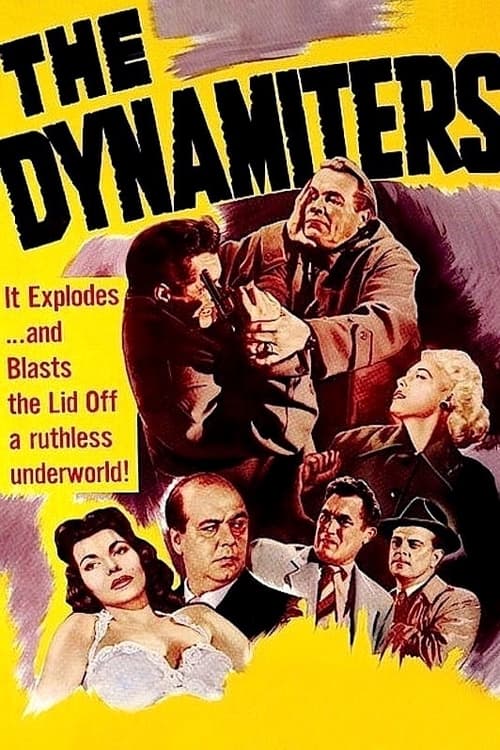 THE
DYNAMITERS
It Explodes
...and
Blasts
the Lid Off
a ruthless
underworld!